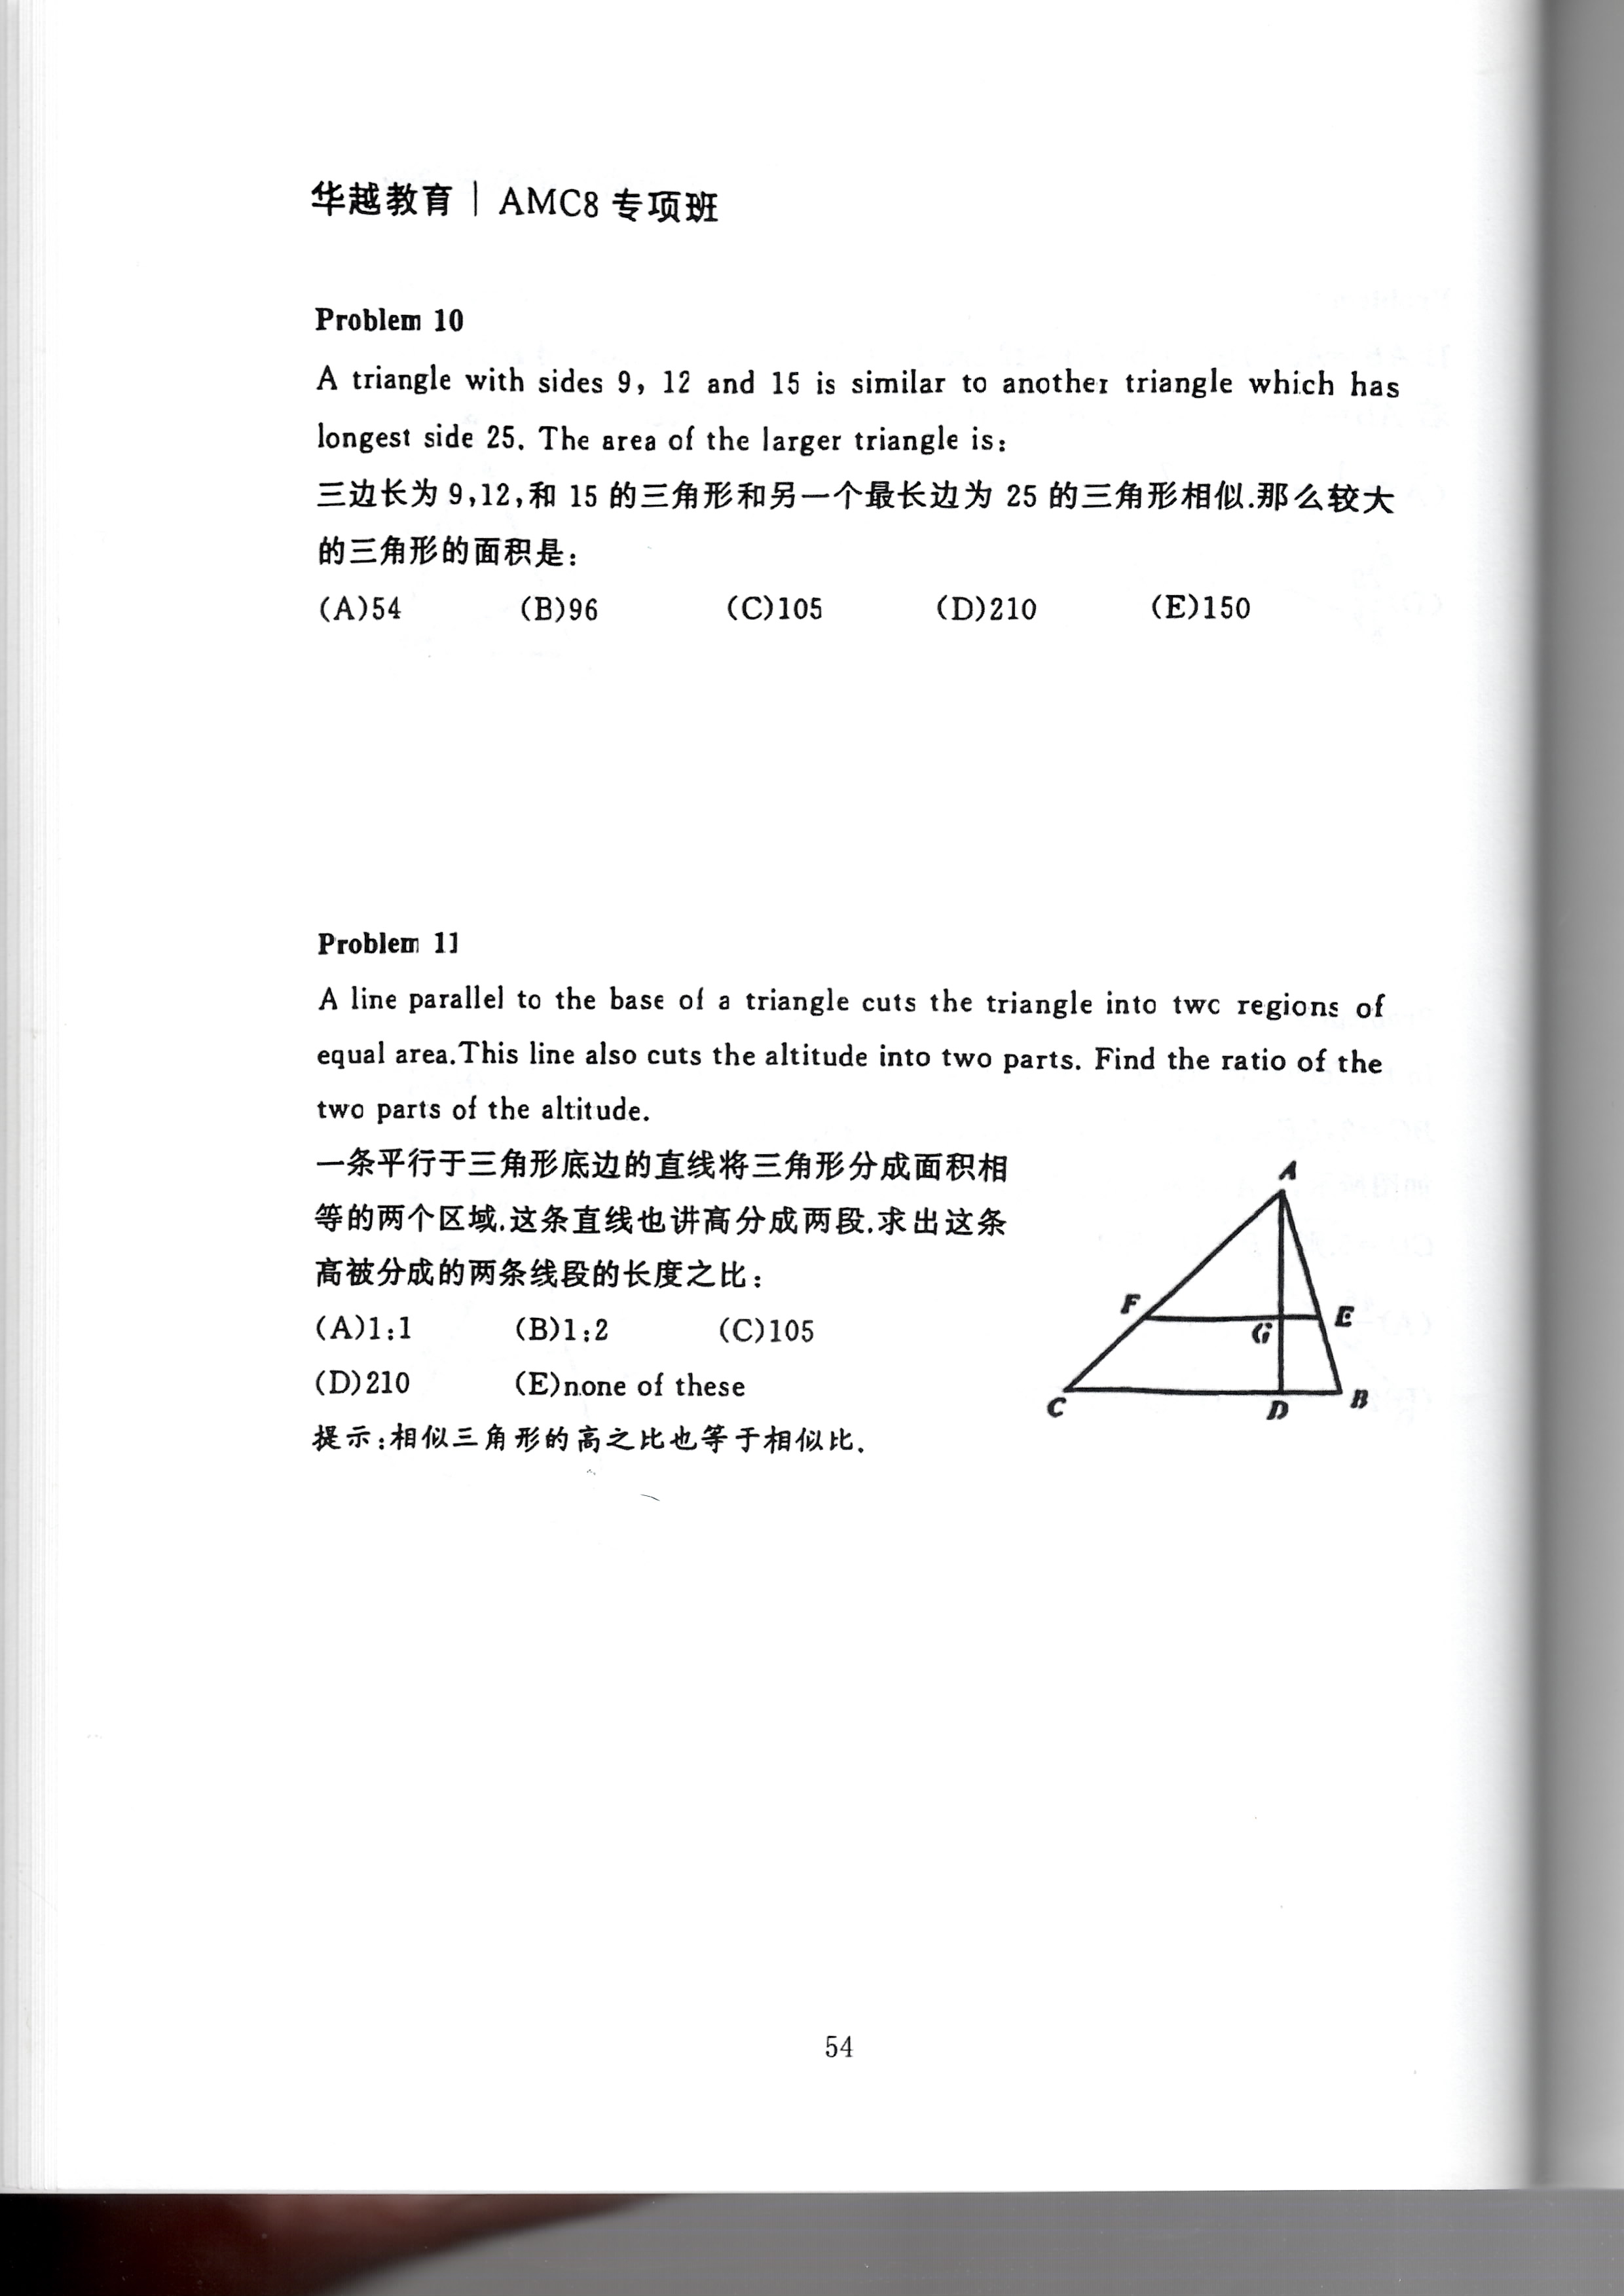 华越教育 | AMC8 专项班
Problem 10
A triangle with sides 9, 12 and 15 is similar to another triangle which has
longest side 25. The area of the larger triangle is:
三边长为 9,12,和 15 的三角形和另一个最长边为 25 的三角形相似.那么较大
的三角形的面积是:
(A)54 (B)96 (C)105 (D)210 (E)150
Problem 11
A line parallel to the base of a triangle cuts the triangle into two regions of
equal area.This line also cuts the altitude into two parts. Find the ratio of the
two parts of the altitude.
一条平行于三角形底边的直线将三角形分成面积相
等的两个区域.这条直线也讲高分成两段.求出这条
高被分成的两条线段的长度之比:
(A)1:1 (B)1:2 (C)105
(D)210 (E)none of these
提示:相似三角形的高之比也等于相似比.
A
F
G
E
C
D
B
54